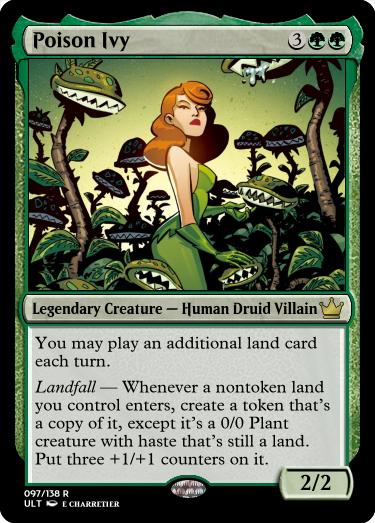 Poison Ivy 3
Legendary Creature — Human Druid Villain
You may play an additional land card
each turn.
Landfall — Whenever a nontoken land
you control enters, create a token that's
a copy of it, except it's a 0/0 Plant
creature with haste that's still a land.
Put three +1/+1 counters on it.
2/2
097/138 R
ULT E CHARRETIER